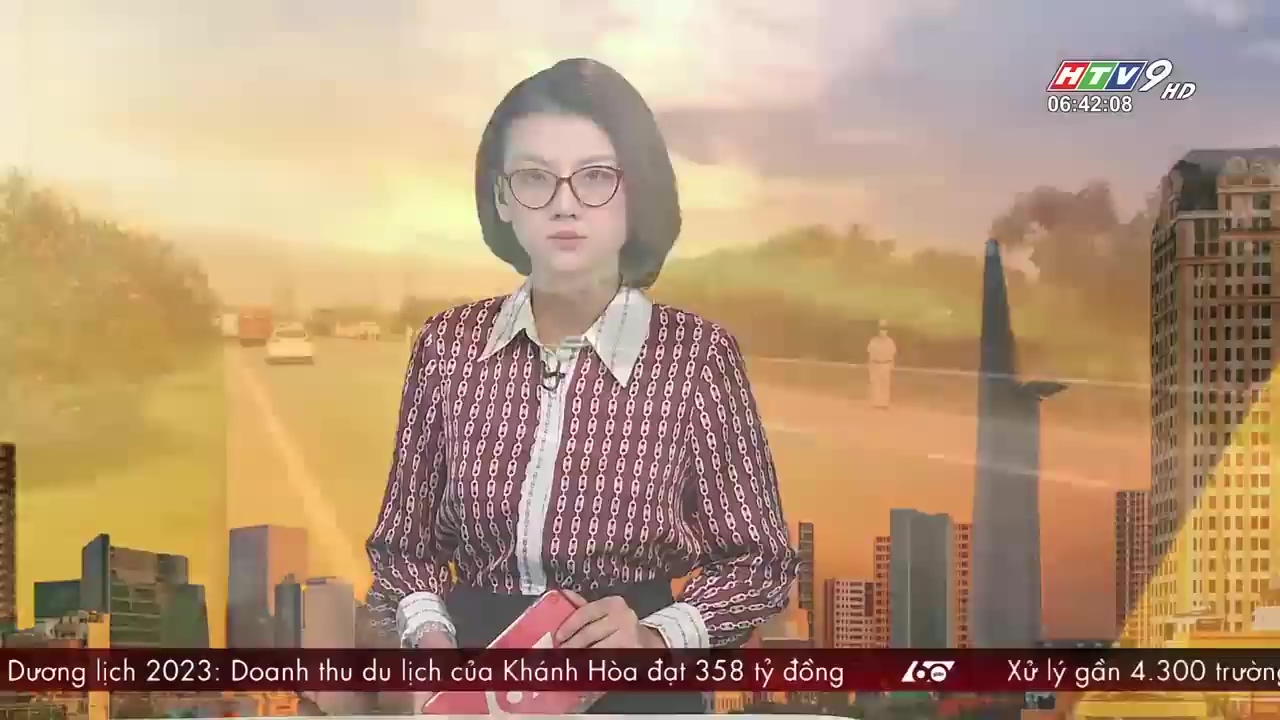 HTV9 HD
06:42:08
Dương lịch 2023: Doanh thu du lịch của Khánh Hòa đạt 358 tỷ đồng 60 Xử lý gần 4.300 trường